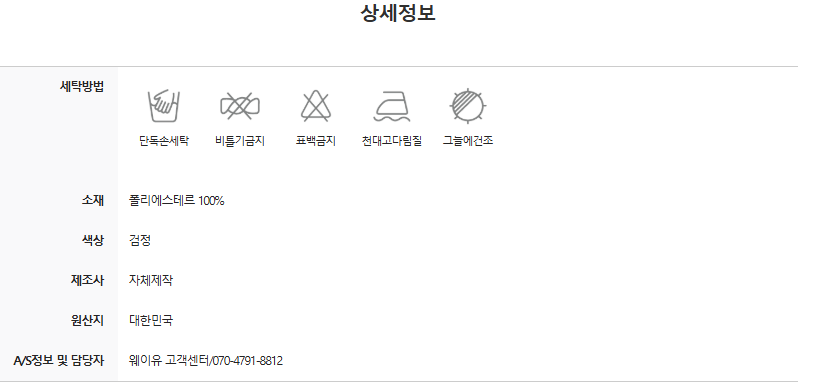 상세정보
세탁방법
단독손세탁 비틀기금지 표백금지 천대고다림질 그늘에건조
소재 폴리에스테르 100%
색상 검정
제조사 자체제작
원산지 대한민국
A/S정보 및 담당자 웨이유 고객센터/070-4791-8812